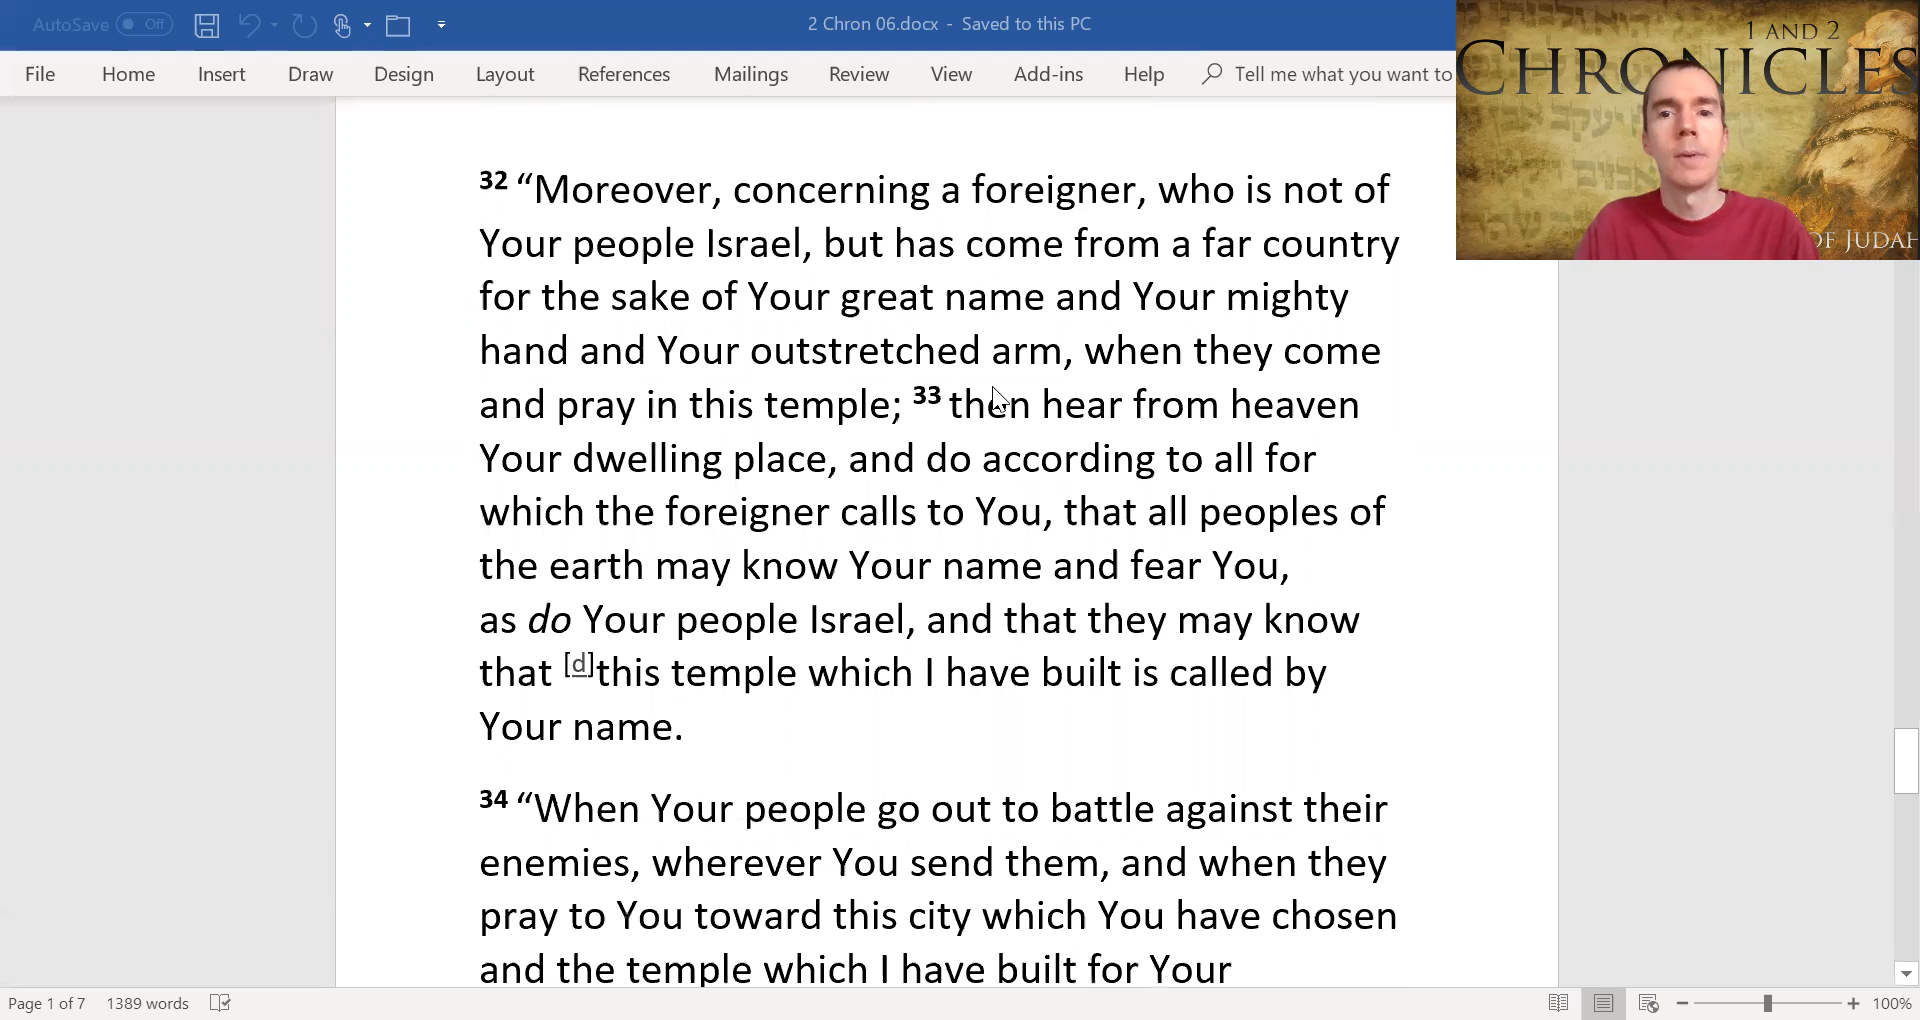 AutoSave Off
2 Chron 06.docx - Saved to this PC
File Home Insert Draw Design Layout References Mailings Review View Add-ins Help Tell me what you want to
1 AND 2
CHRONICLES
OF JUDAH
32 “Moreover, concerning a foreigner, who is not of
Your people Israel, but has come from a far country
for the sake of Your great name and Your mighty
hand and Your outstretched arm, when they come
and pray in this temple; 33 then hear from heaven
Your dwelling place, and do according to all for
which the foreigner calls to You, that all peoples of
the earth may know Your name and fear You,
as do Your people Israel, and that they may know
that [d]this temple which I have built is called by
Your name.
34 “When Your people go out to battle against their
enemies, wherever You send them, and when they
pray to You toward this city which You have chosen
and the temple which I have built for Your
Page 1 of 7 1389 words
100%